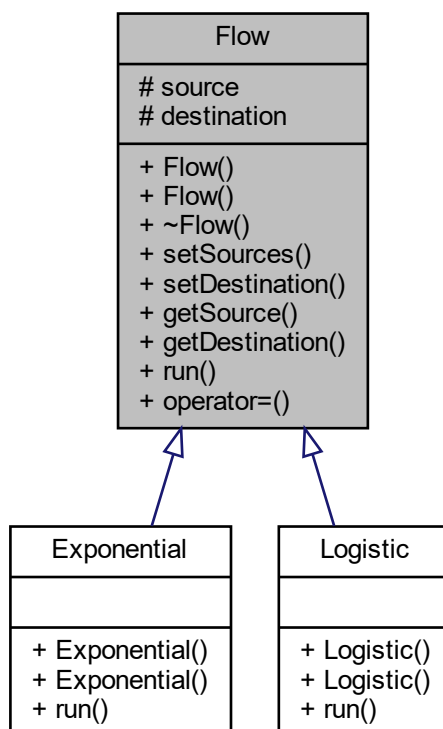 Flow
# source
# destination
+ Flow()
+ Flow()
+ ~Flow()
+ setSources()
+ setDestination()
+ getSource()
+ getDestination()
+ run()
+ operator=()
Exponential
+ Exponential()
+ Exponential()
+ run()
Logistic
+ Logistic()
+ Logistic()
+ run()